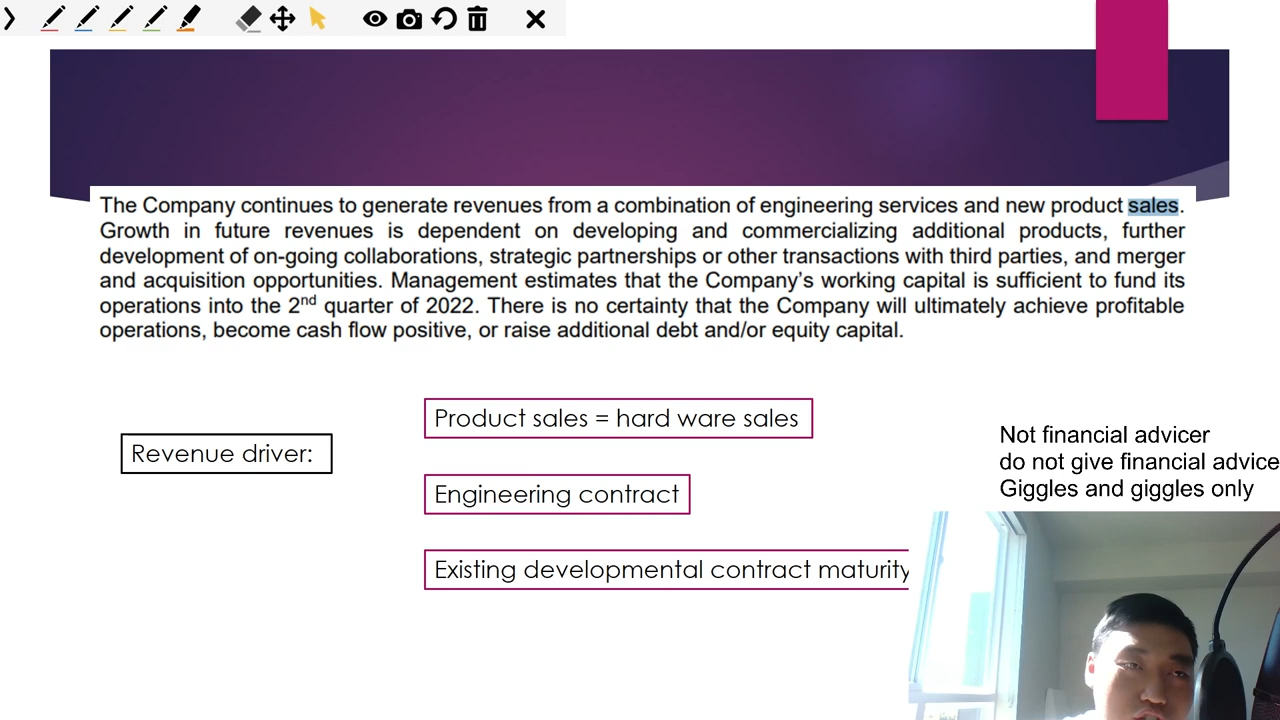 The Company continues to generate revenues from a combination of engineering services and new product sales.
Growth in future revenues is dependent on developing and commercializing additional products, further
development of on-going collaborations, strategic partnerships or other transactions with third parties, and merger
and acquisition opportunities. Management estimates that the Company's working capital is sufficient to fund its
operations into the 2nd quarter of 2022. There is no certainty that the Company will ultimately achieve profitable
operations, become cash flow positive, or raise additional debt and/or equity capital.
Product sales = hard ware sales
Revenue driver:
Engineering contract
Existing developmental contract maturity
Not financial advicer
do not give financial advice
Giggles and giggles only